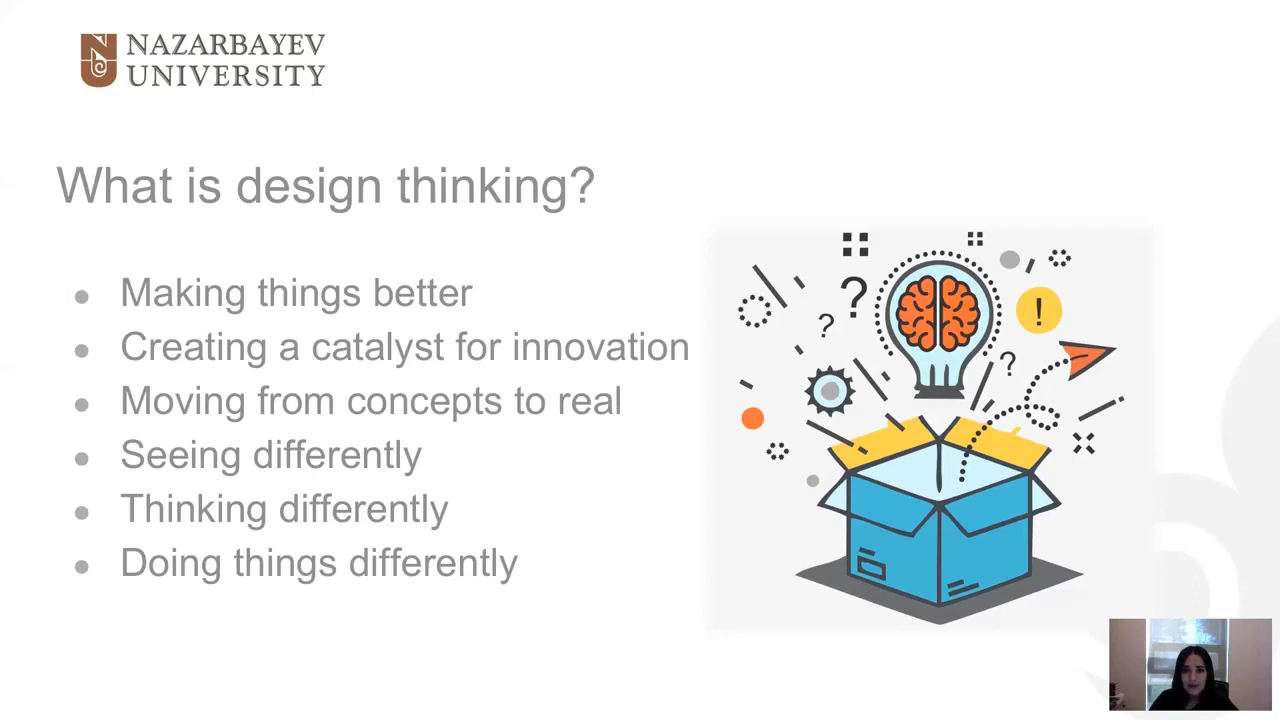 NAZARBAYEV
UNIVERSITY
What is design thinking?
● Making things better
● Creating a catalyst for innovation
● Moving from concepts to real
● Seeing differently
● Thinking differently
● Doing things differently
?
?
?
!